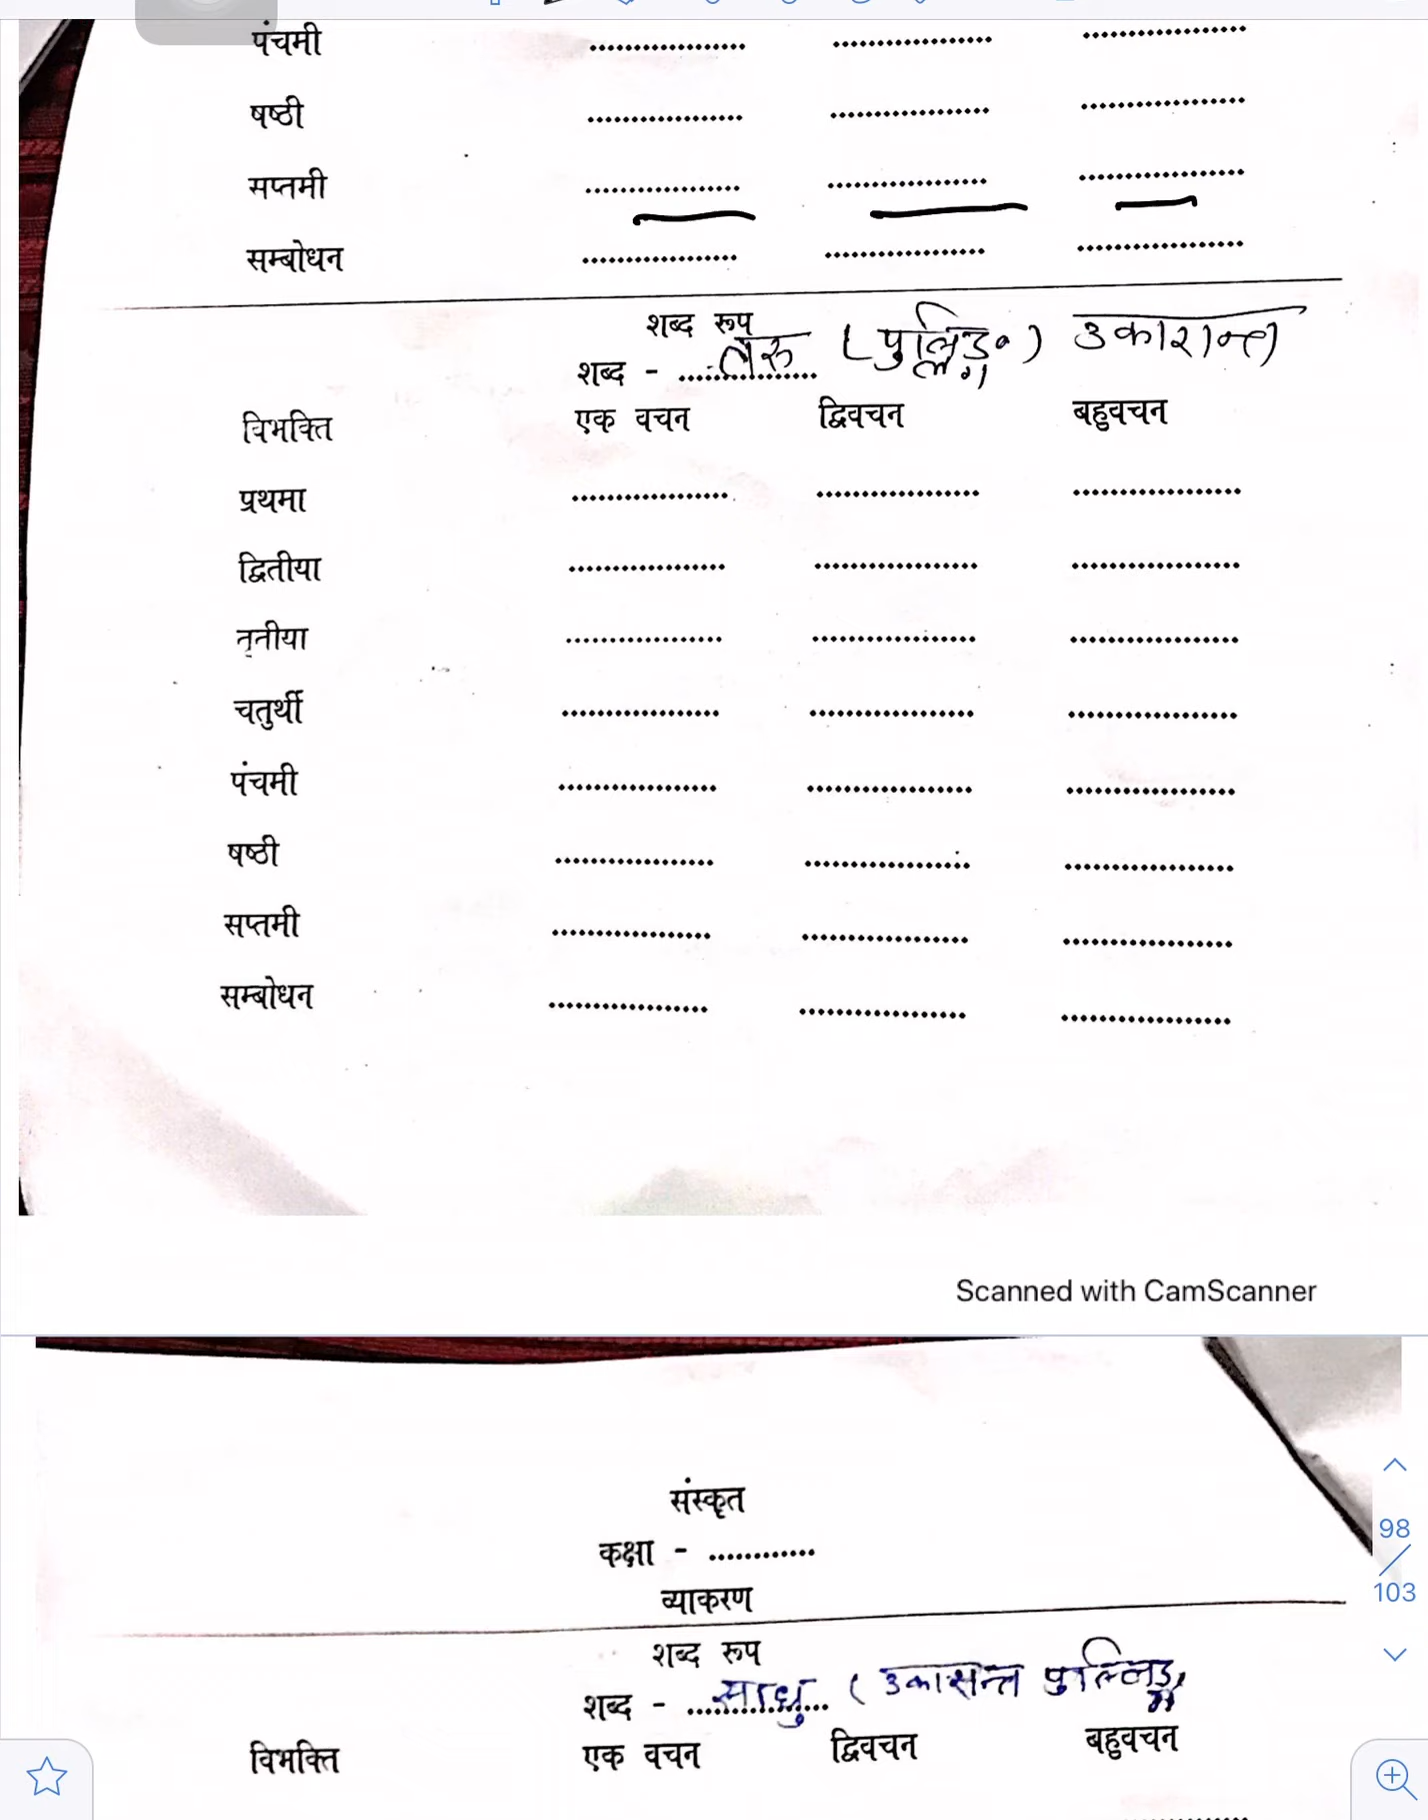 पंचमी .................. .................. ..................
षष्ठी .................. .................. ..................
सप्तमी .................. .................. ..................
सम्बोधन .................. .................. ..................
शब्द रूप
शब्द - तरु (पुल्लिङ्ग) उकारान्त
विभक्ति एक वचन द्विवचन बहुवचन
प्रथमा .................. .................. ..................
द्वितीया .................. .................. ..................
तृतीया .................. .................. ..................
चतुर्थी .................. .................. ..................
पंचमी .................. .................. ..................
षष्ठी .................. .................. ..................
सप्तमी .................. .................. ..................
सम्बोधन .................. .................. ..................
Scanned with CamScanner
संस्कृत
कक्षा - ............
व्याकरण
98
/
103
शब्द रूप
शब्द - साधु (उकारान्त पुल्लिङ्ग
विभक्ति एक वचन द्विवचन बहुवचन